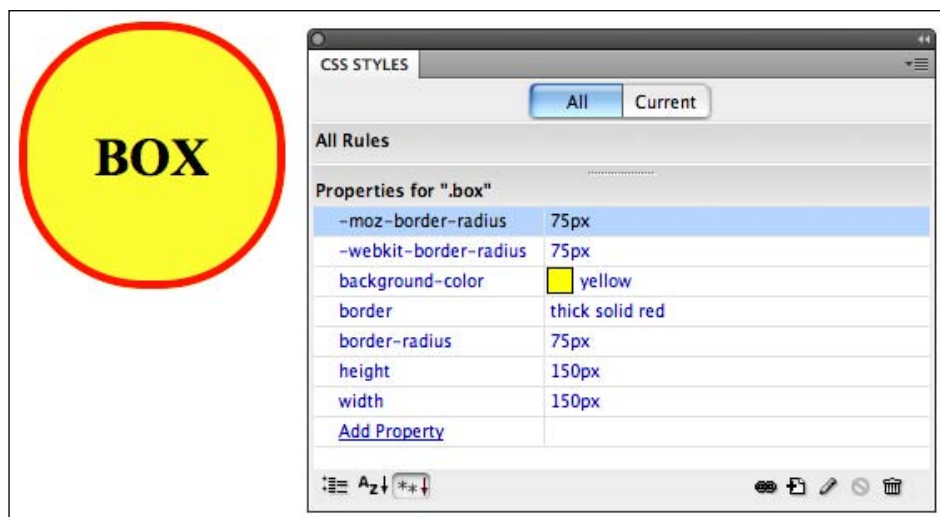 BOX
CSS STYLES
All Current
All Rules
Properties for ".box"
-moz-border-radius 75px
-webkit-border-radius 75px
background-color yellow
border thick solid red
border-radius 75px
height 150px
width 150px
Add Property
Az↓ **↓